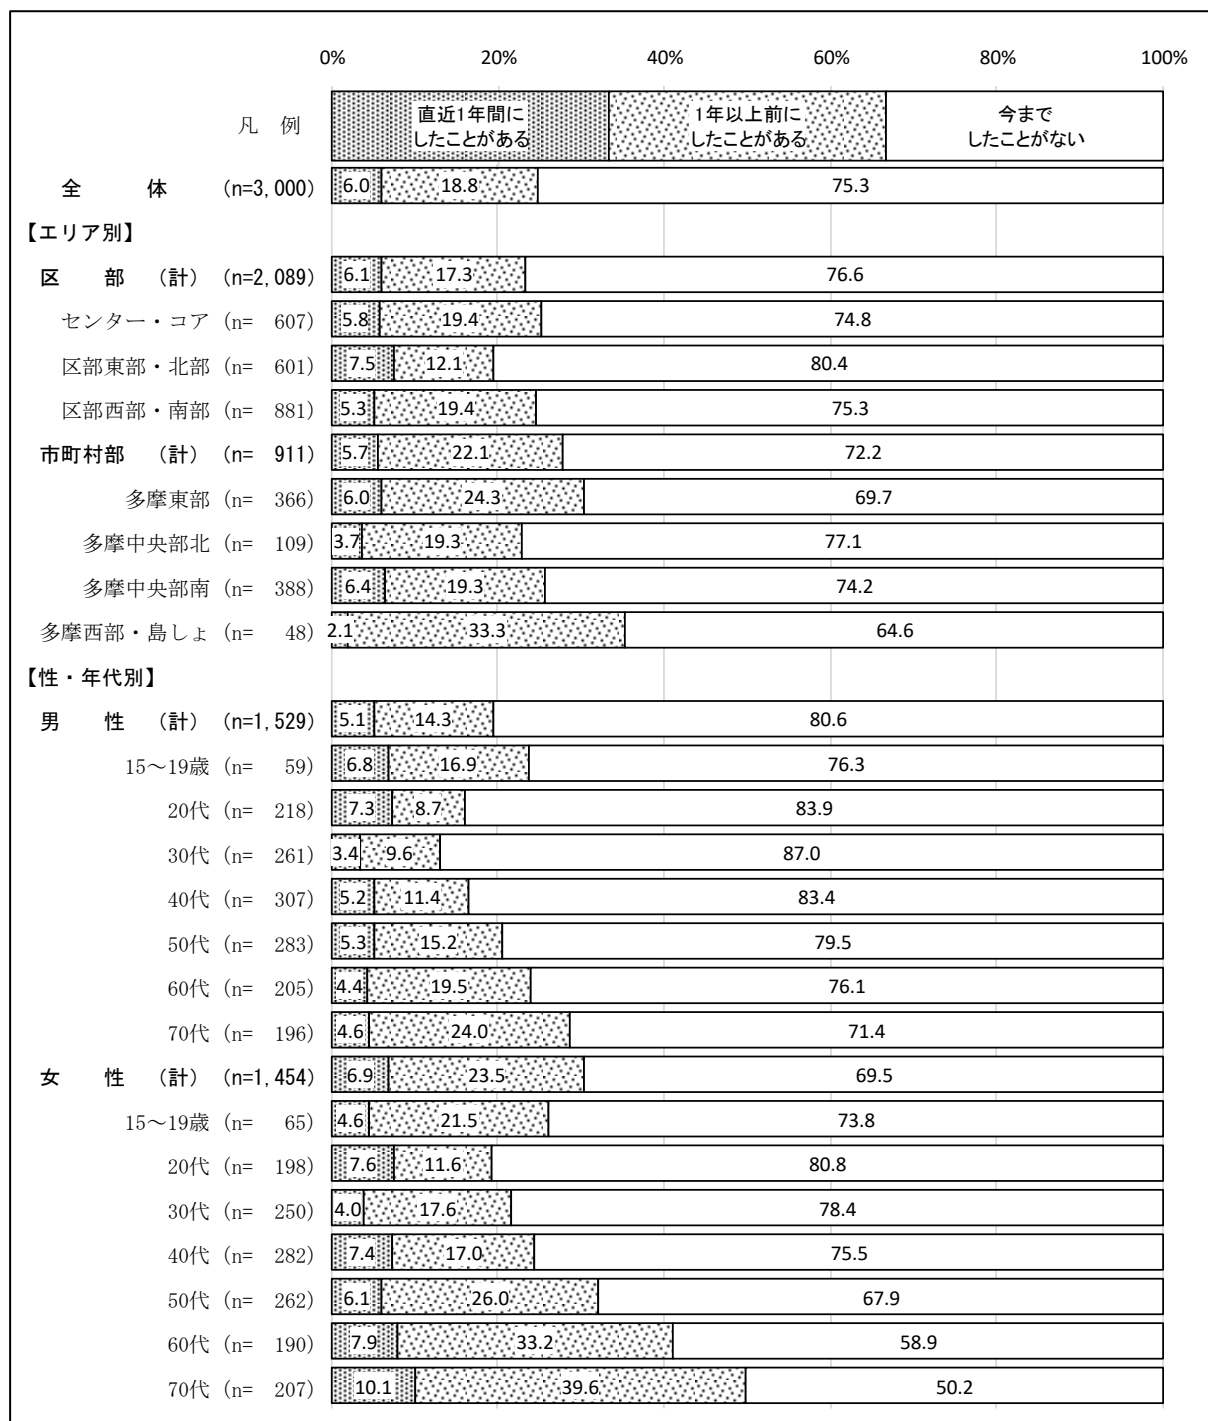 0% 20% 40% 60% 80% 100%
凡 例 直近1年間に 1年以上前に 今まで
したことがある したことがある したことがない
全 体 (n=3,000) 6.0 18.8 75.3
【エリア別】
区 部 (計) (n=2,089) 6.1 17.3 76.6
センター・コア (n= 607) 5.8 19.4 74.8
区部東部・北部 (n= 601) 7.5 12.1 80.4
区部西部・南部 (n= 881) 5.3 19.4 75.3
市町村部 (計) (n= 911) 5.7 22.1 72.2
多摩東部 (n= 366) 6.0 24.3 69.7
多摩中央部北 (n= 109) 3.7 19.3 77.1
多摩中央部南 (n= 388) 6.4 19.3 74.2
多摩西部・島しょ (n= 48) 2.1 33.3 64.6
【性・年代別】
男 性 (計) (n=1,529) 5.1 14.3 80.6
15～19歳 (n= 59) 6.8 16.9 76.3
20代 (n= 218) 7.3 8.7 83.9
30代 (n= 261) 3.4 9.6 87.0
40代 (n= 307) 5.2 11.4 83.4
50代 (n= 283) 5.3 15.2 79.5
60代 (n= 205) 4.4 19.5 76.1
70代 (n= 196) 4.6 24.0 71.4
女 性 (計) (n=1,454) 6.9 23.5 69.5
15～19歳 (n= 65) 4.6 21.5 73.8
20代 (n= 198) 7.6 11.6 80.8
30代 (n= 250) 4.0 17.6 78.4
40代 (n= 282) 7.4 17.0 75.5
50代 (n= 262) 6.1 26.0 67.9
60代 (n= 190) 7.9 33.2 58.9
70代 (n= 207) 10.1 39.6 50.2